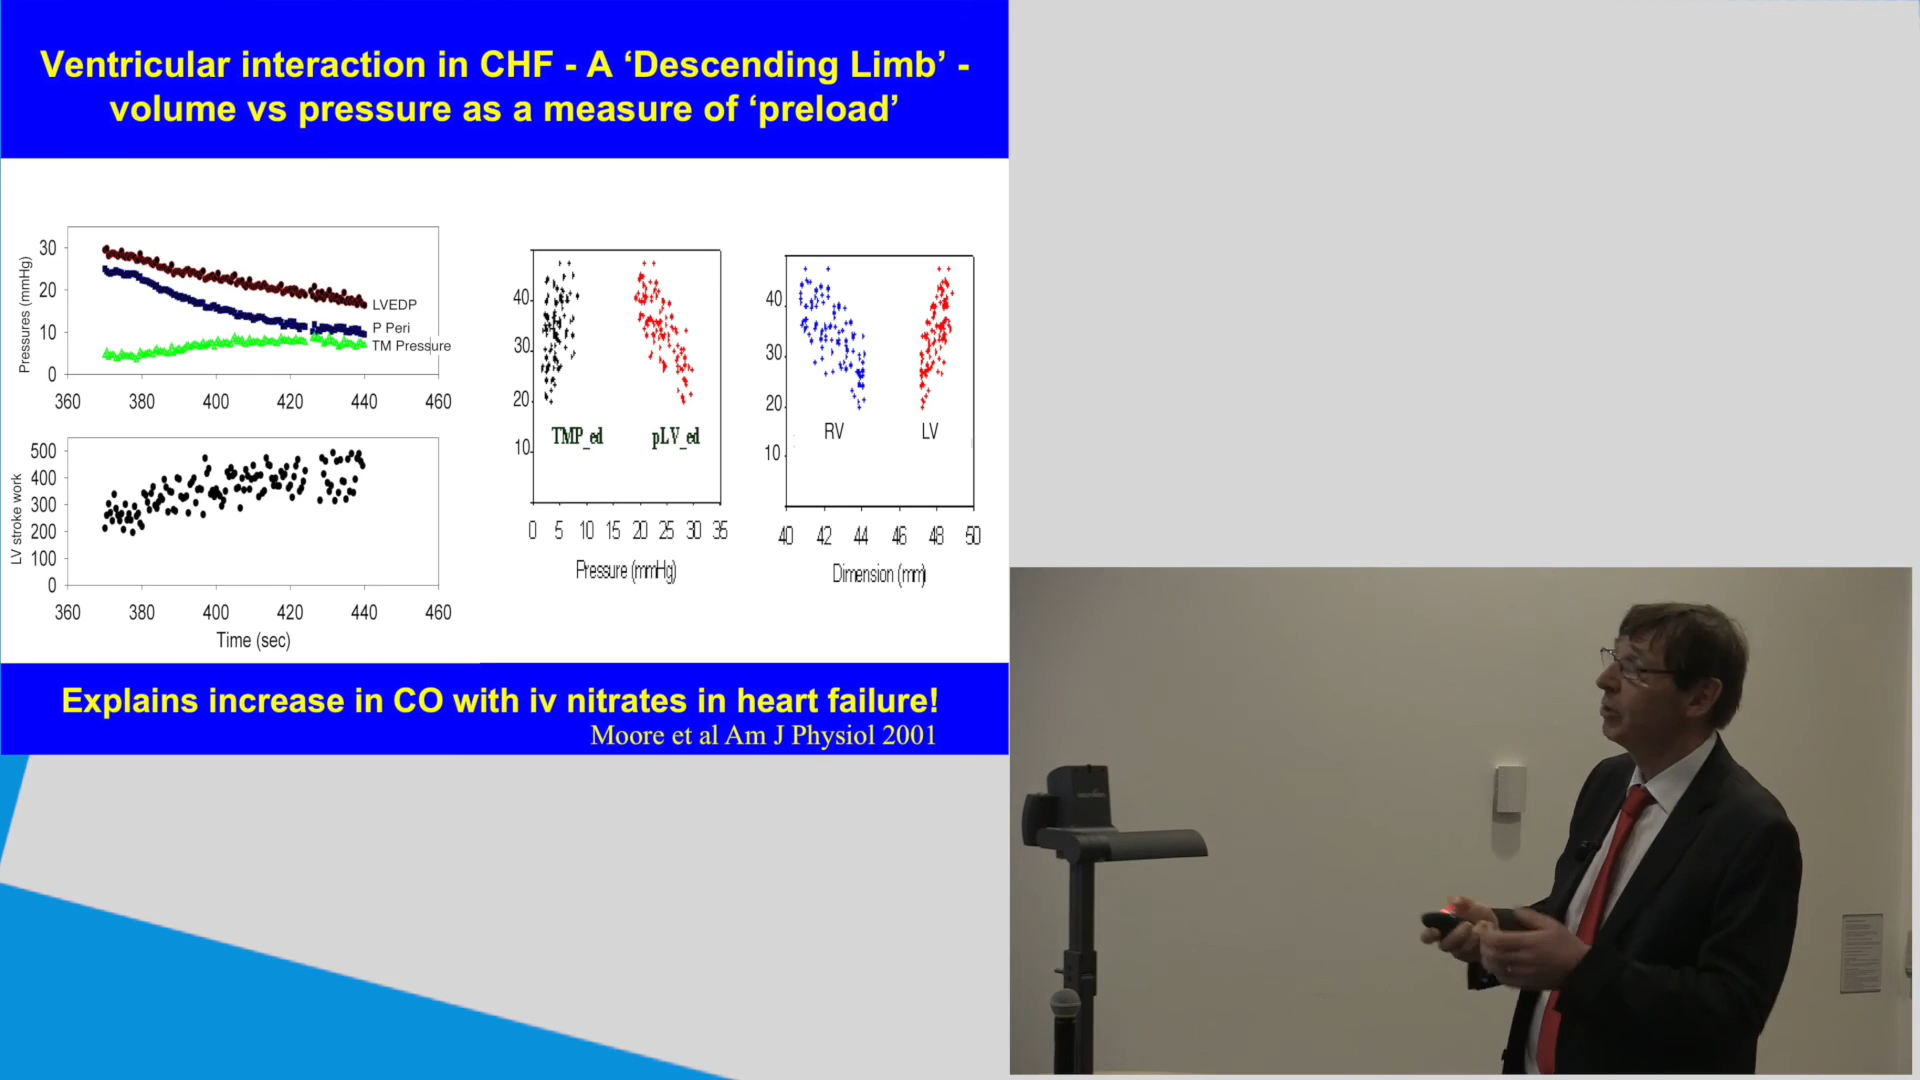 Ventricular interaction in CHF - A ‘Descending Limb’ -
volume vs pressure as a measure of ‘preload’
Pressures (mmHg)
30
20
10
0
LVEDP
P Peri
TM Pressure
360 380 400 420 440 460
LV stroke work
500
400
300
200
100
0
360 380 400 420 440 460
Time (sec)
40
30
20
10
TMP_ed pLV_ed
0 5 10 15 20 25 30 35
Pressure (mmHg)
40
30
20
10
RV LV
40 42 44 46 48 50
Dimension (mm)
Explains increase in CO with iv nitrates in heart failure!
Moore et al Am J Physiol 2001